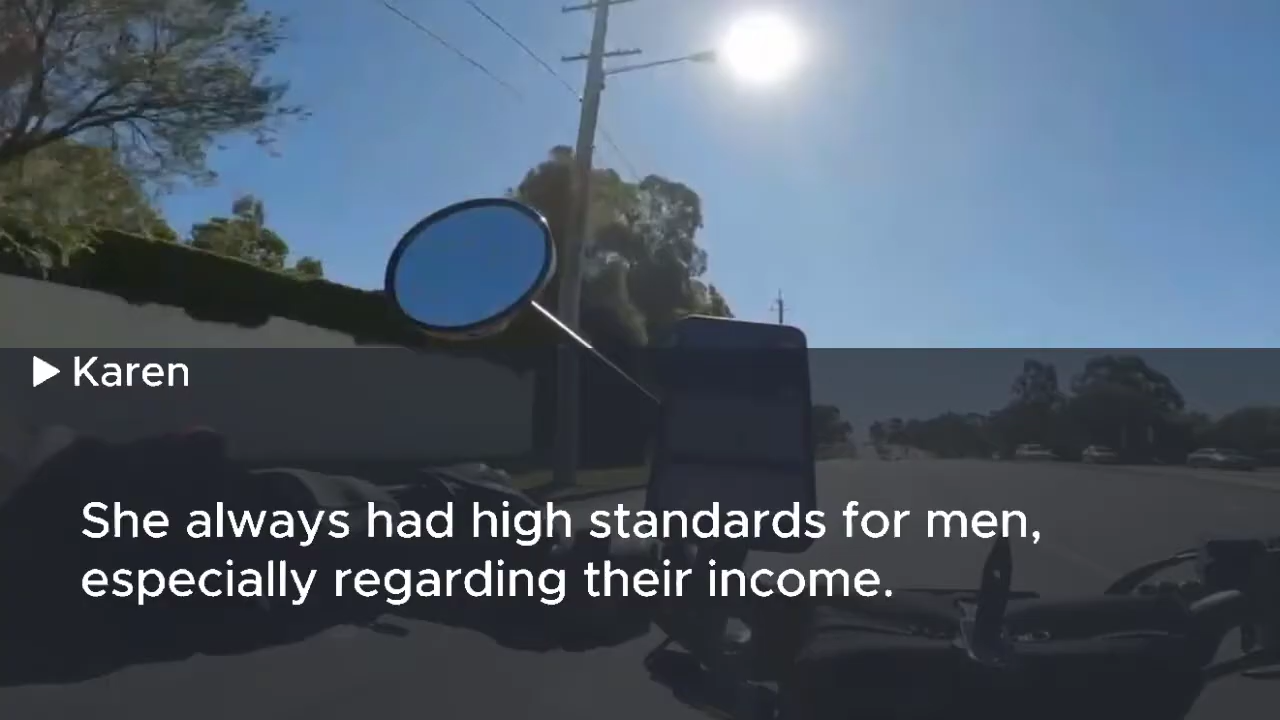 ▶ Karen
She always had high standards for men,
especially regarding their income.